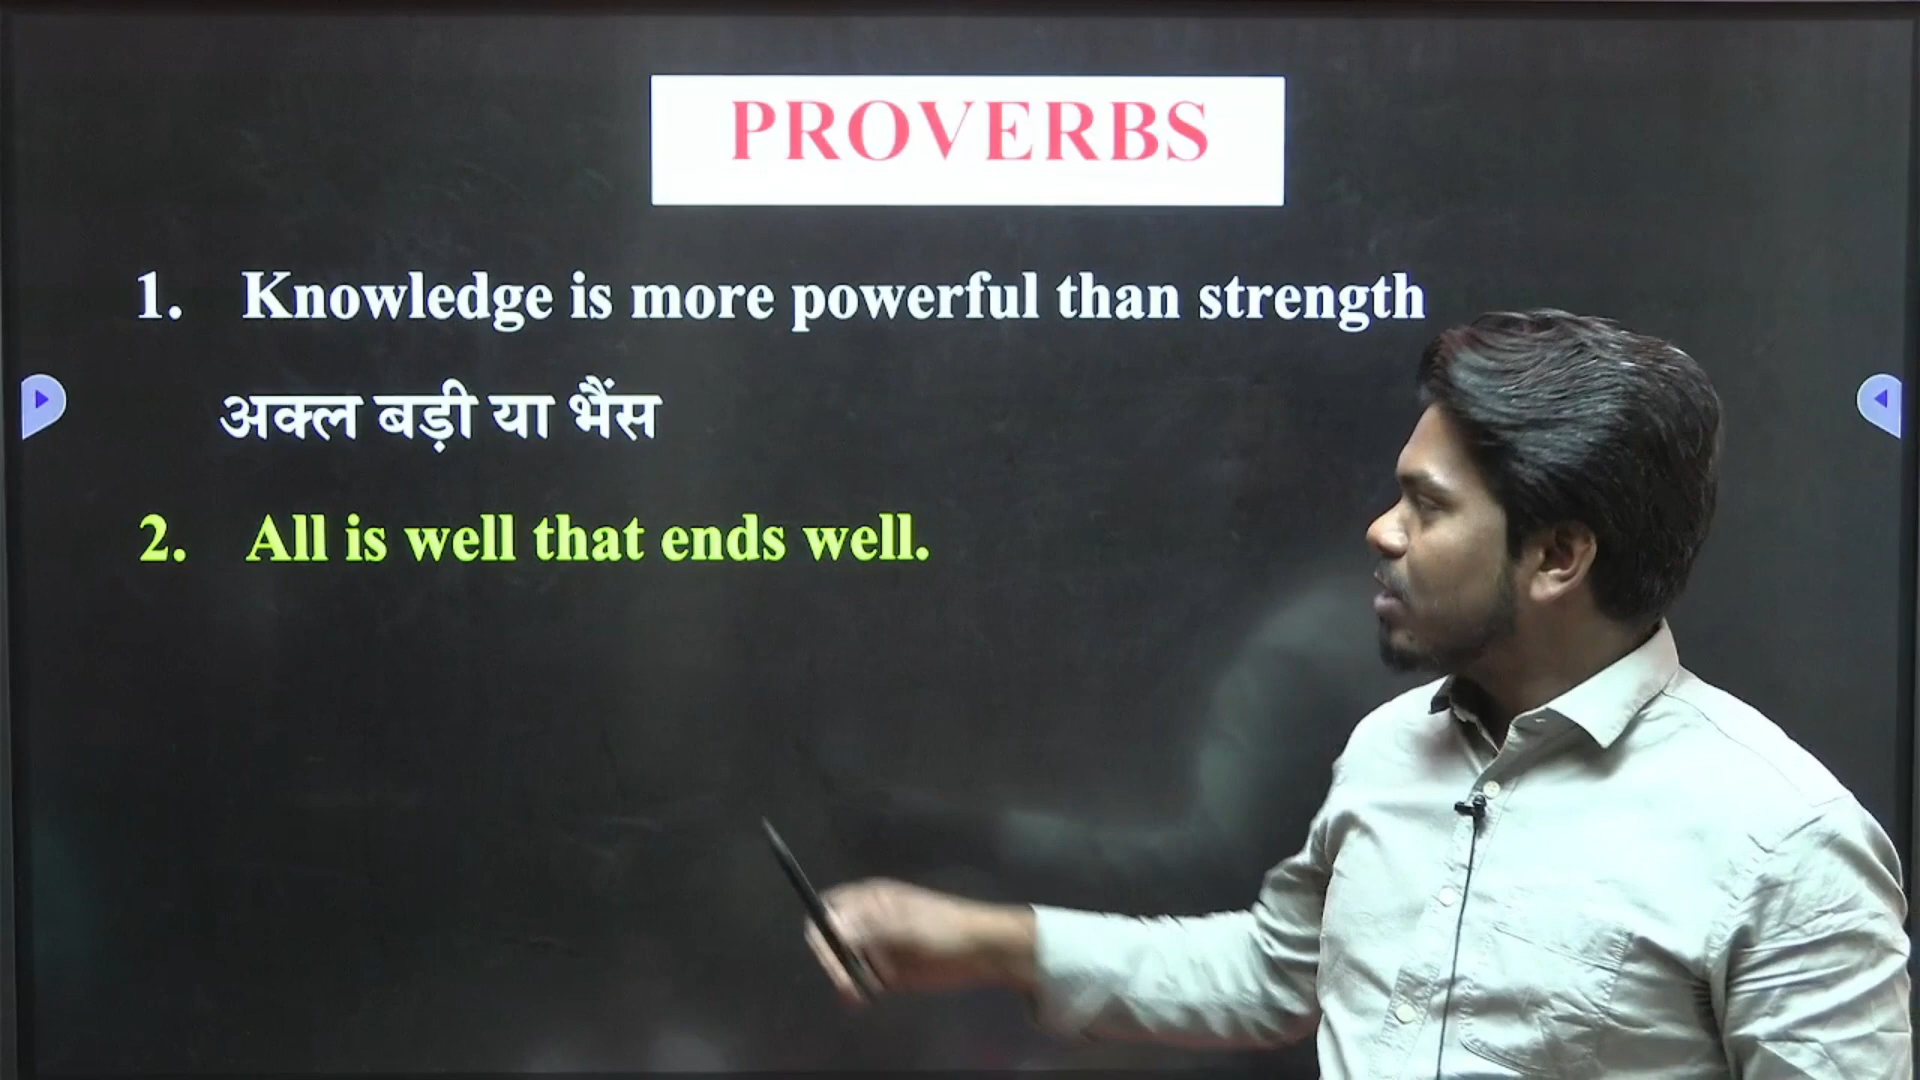 PROVERBS
1. Knowledge is more powerful than strength
अक्ल बड़ी या भैंस
2. All is well that ends well.